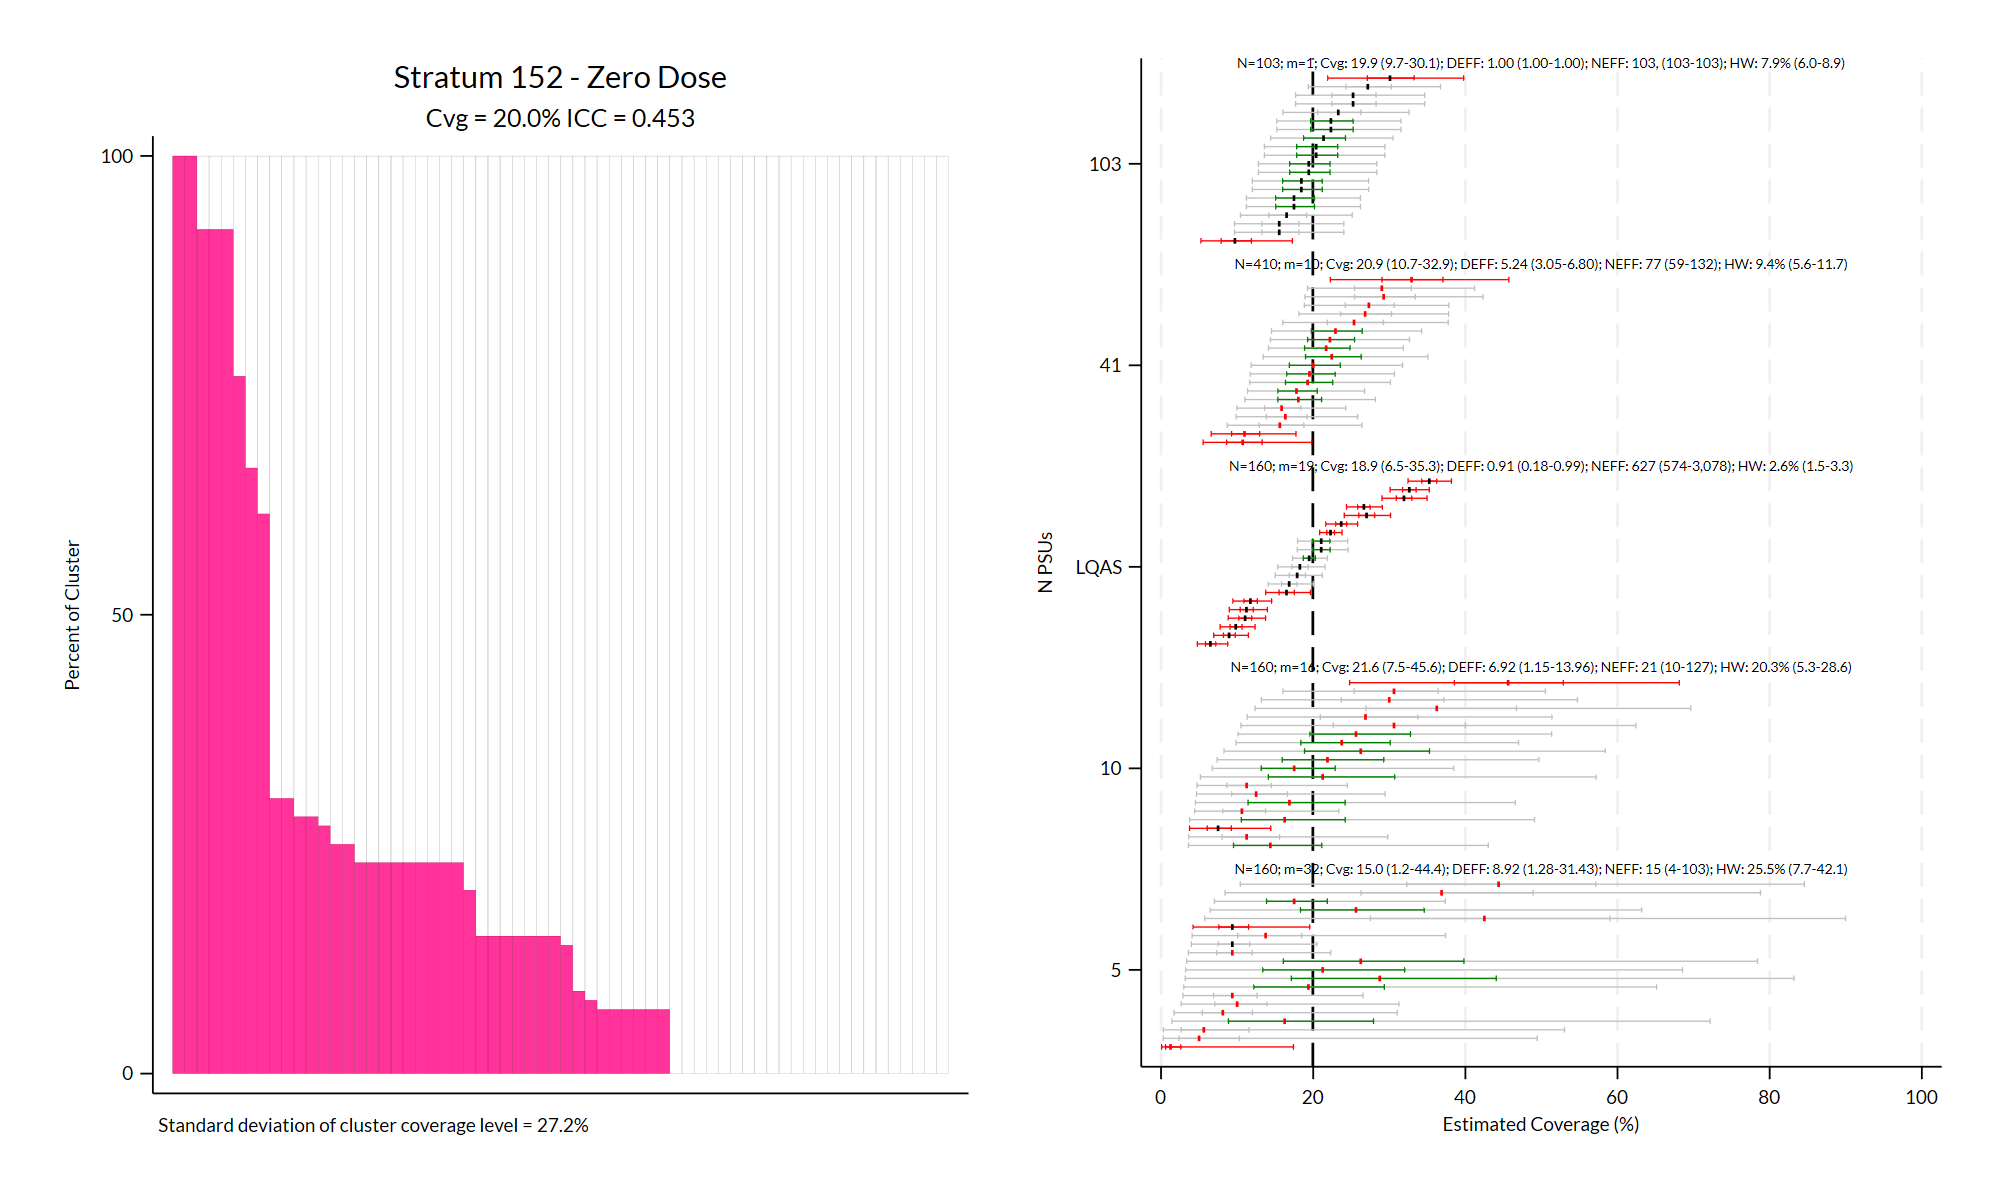 Stratum 152 - Zero Dose
Cvg = 20.0% ICC = 0.453
100
50
0
Percent of Cluster
Standard deviation of cluster coverage level = 27.2%
N=103; m=1; Cvg: 19.9 (9.7-30.1); DEFF: 1.00 (1.00-1.00); NEFF: 103, (103-103); HW: 7.9% (6.0-8.9)
103
N=410; m=10; Cvg: 20.9 (10.7-32.9); DEFF: 5.24 (3.05-6.80); NEFF: 77 (59-132); HW: 9.4% (5.6-11.7)
41
N=160; m=19; Cvg: 18.9 (6.5-35.3); DEFF: 0.91 (0.18-0.99); NEFF: 627 (574-3,078); HW: 2.6% (1.5-3.3)
LQAS
N=160; m=16; Cvg: 21.6 (7.5-45.6); DEFF: 6.92 (1.15-13.96); NEFF: 21 (10-127); HW: 20.3% (5.3-28.6)
10
N=160; m=32; Cvg: 15.0 (1.2-44.4); DEFF: 8.92 (1.28-31.43); NEFF: 15 (4-103); HW: 25.5% (7.7-42.1)
5
N PSUs
0 20 40 60 80 100
Estimated Coverage (%)